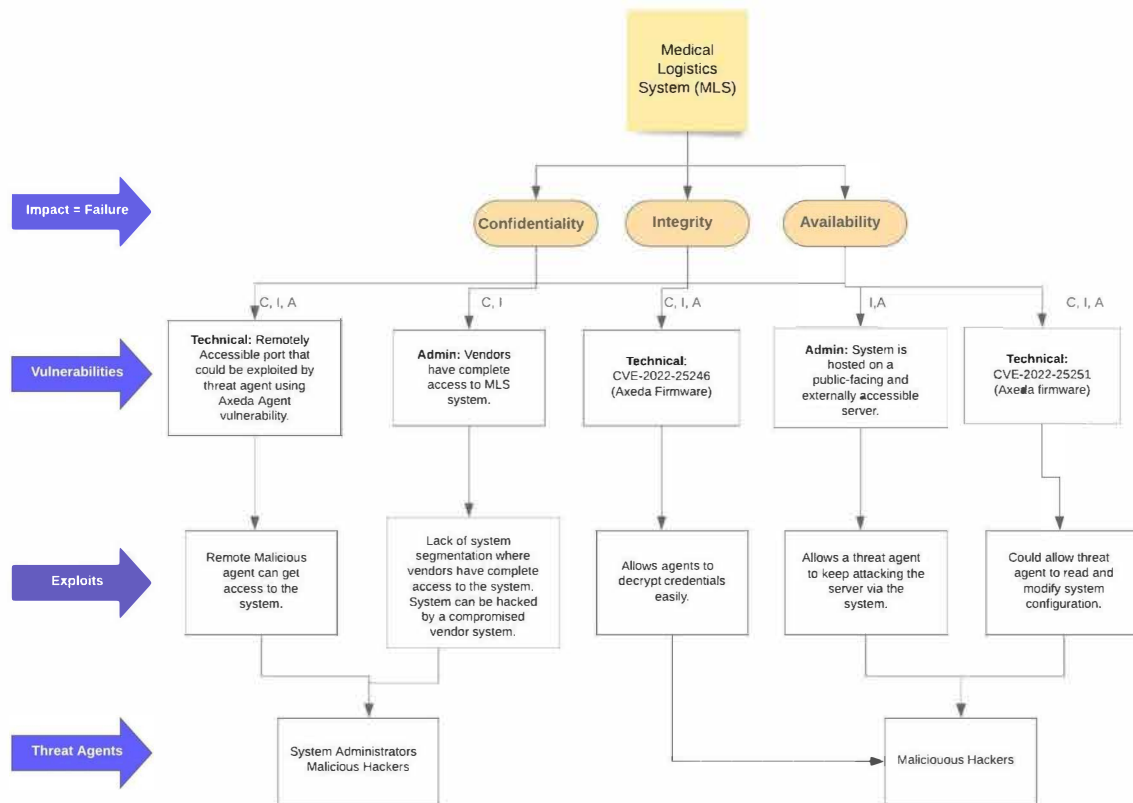 Medical
Logistics
System (MLS)
Impact = Failure
Confidentiality
Integrity
Availability
C, I, A
C, I
C, I, A
I,A
C, I, A
Vulnerabilities
Technical: Remotely
Accessible port that
could be exploited by
threat agent using
Axeda Agent
vulnerability.
Admin: Vendors
have complete
access to MLS
system.
Technical:
CVE-2022-25246
(Axeda Firmware)
Admin: System is
hosted on a
public-facing and
externally accessible
server.
Technical:
CVE-2022-25251
(Axeda firmware)
Exploits
Remote Malicious
agent can get
access to the
system.
Lack of system
segmentation where
vendors have complete
access to the system.
System can be hacked
by a compromised
vendor system.
Allows agents to
decrypt credentials
easily.
Allows a threat agent
to keep attacking the
server via the
system.
Could allow threat
agent to read and
modify system
configuration.
Threat Agents
System Administrators
Malicious Hackers
Maliciouous Hackers